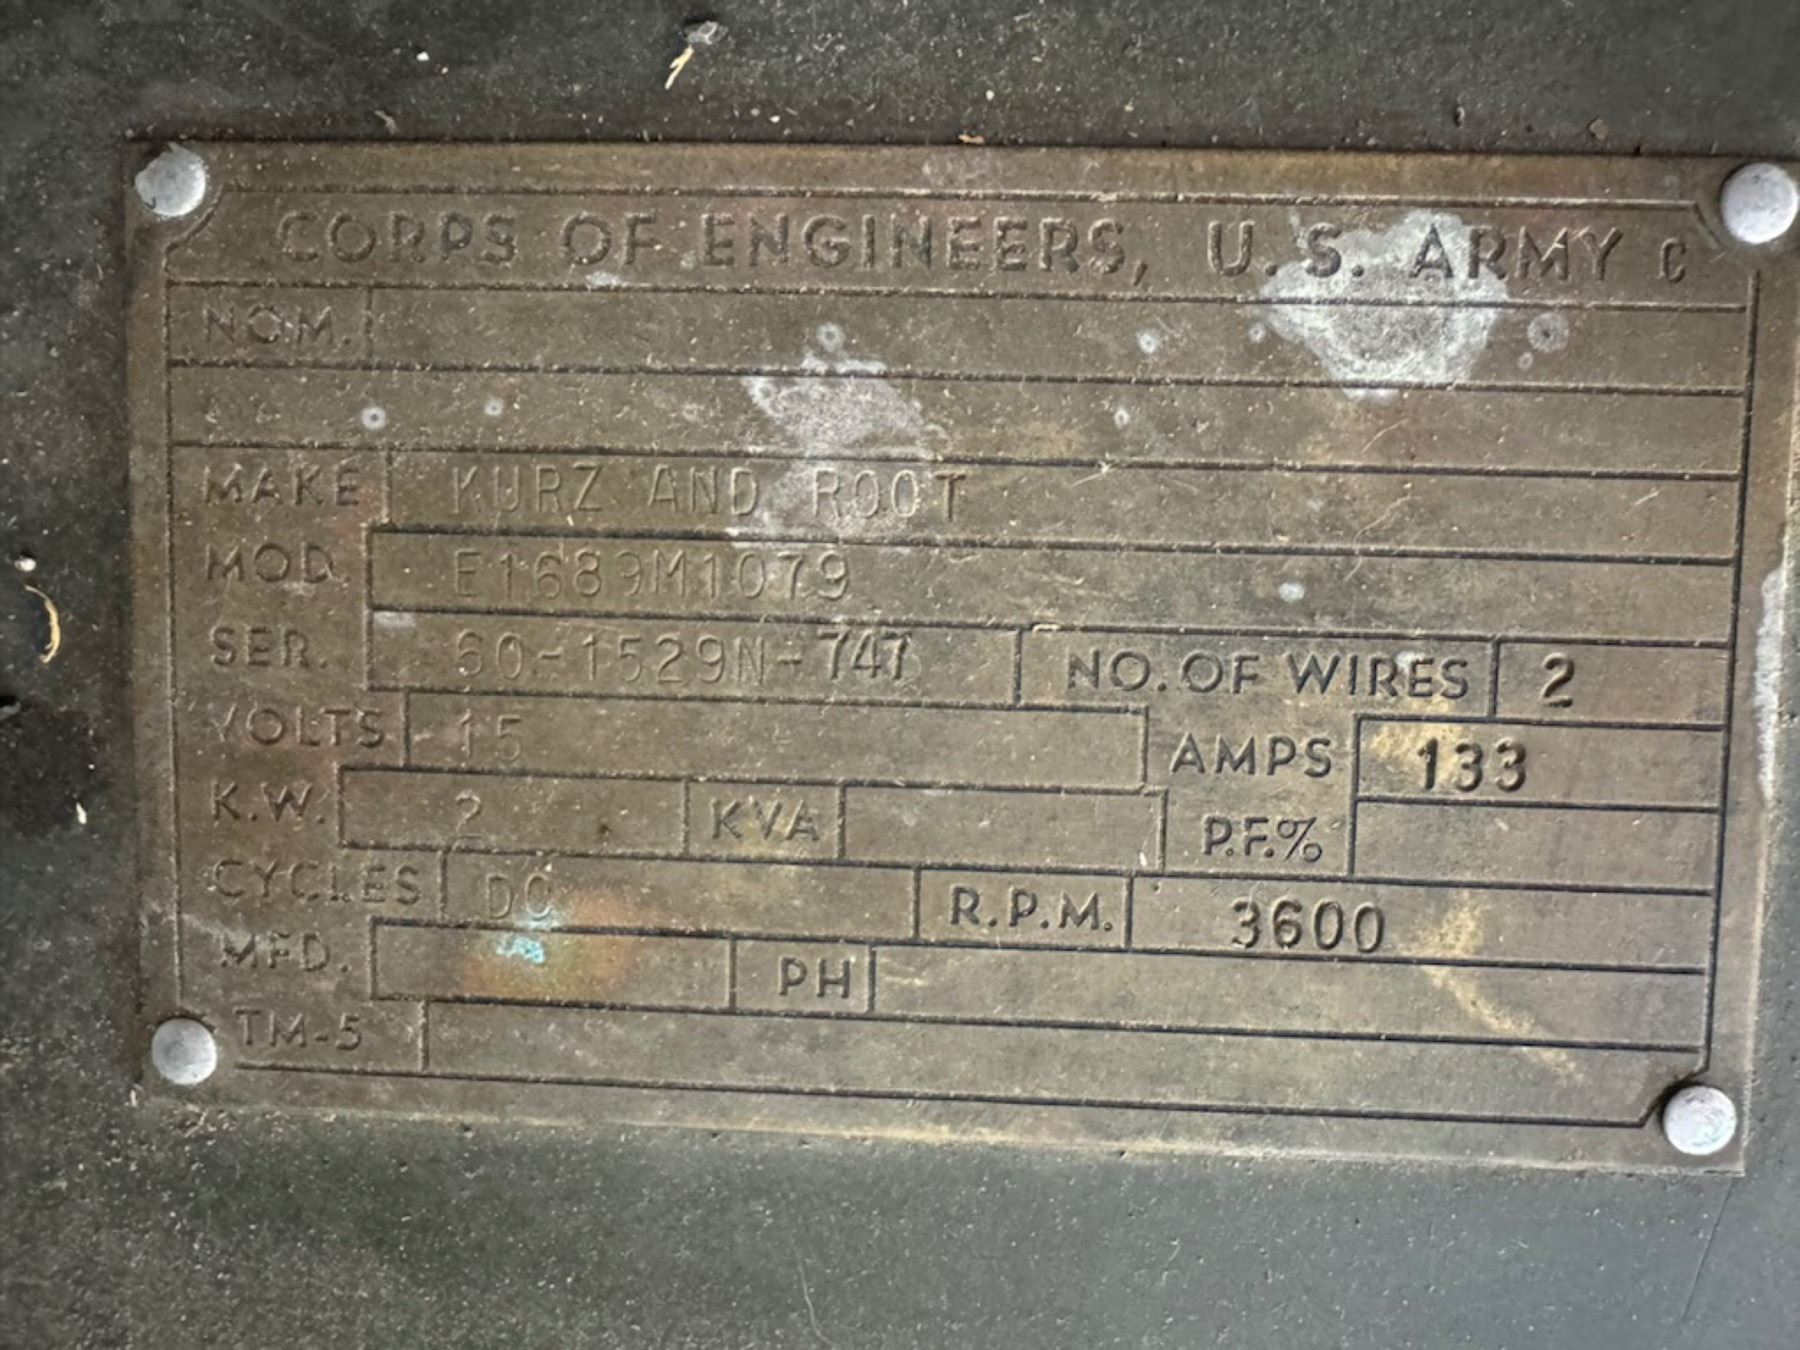 CORPS OF ENGINEERS, U.S. ARMY C
NOM.
MAKE KURZ AND ROOT
MOD. E1689M1079
SER. 60-1529N-747 NO. OF WIRES 2
VOLTS 15 AMPS 133
K.W. 2 KVA P.F.%
CYCLES DC R.P.M. 3600
MFD. PH
TM-5